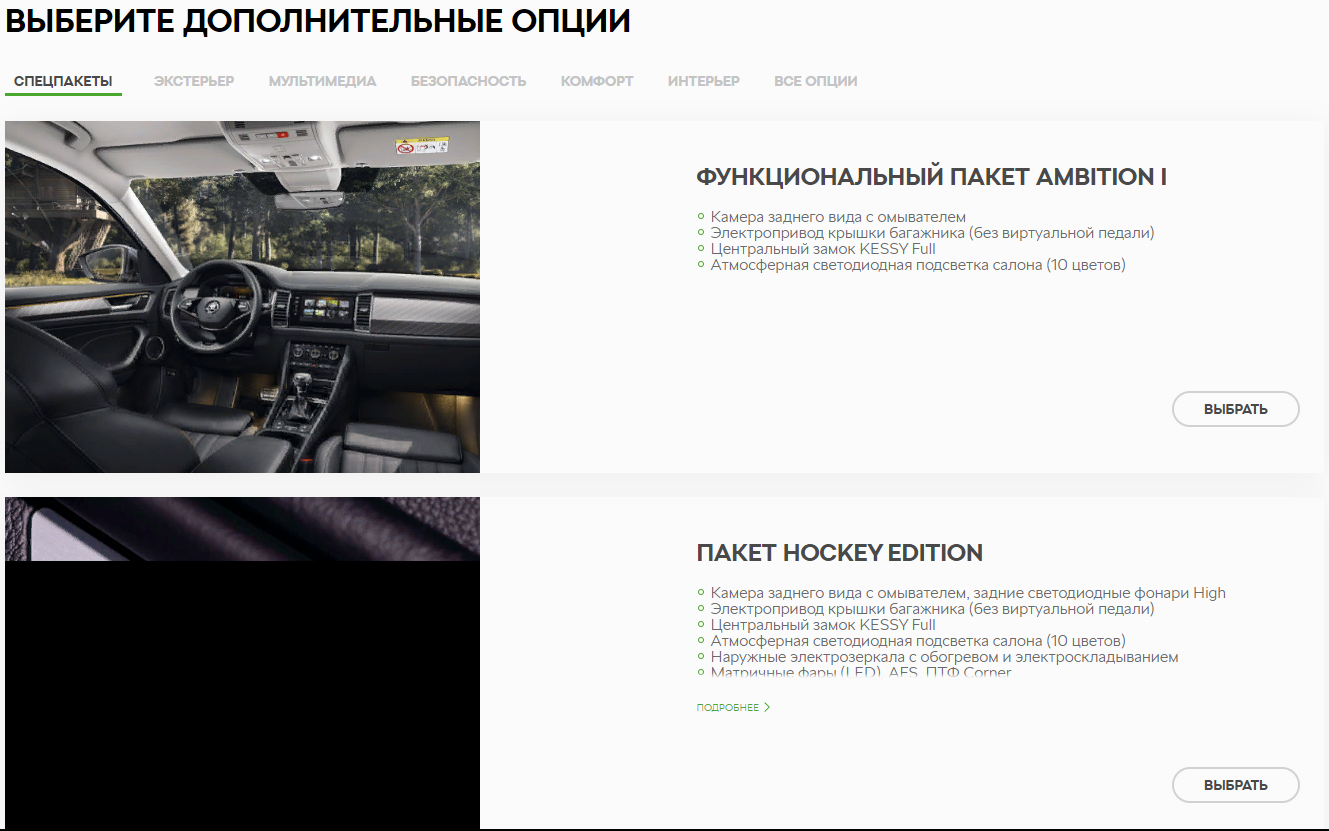 ВЫБЕРИТЕ ДОПОЛНИТЕЛЬНЫЕ ОПЦИИ
СПЕЦПАКЕТЫ ЭКСТЕРЬЕР МУЛЬТИМЕДИА БЕЗОПАСНОСТЬ КОМФОРТ ИНТЕРЬЕР ВСЕ ОПЦИИ
ФУНКЦИОНАЛЬНЫЙ ПАКЕТ AMBITION I
Камера заднего вида с омывателем
Электропривод крышки багажника (без виртуальной педали)
Центральный замок KESSY Full
Атмосферная светодиодная подсветка салона (10 цветов)
ВЫБРАТЬ
ПАКЕТ HOCKEY EDITION
Камера заднего вида с омывателем, задние светодиодные фонари High
Электропривод крышки багажника (без виртуальной педали)
Центральный замок KESSY Full
Атмосферная светодиодная подсветка салона (10 цветов)
Наружные электрозеркала с обогревом и электроскладыванием
Матричные фары (LED), AFS, ПТФ Corner
ПОДРОБНЕЕ
ВЫБРАТЬ